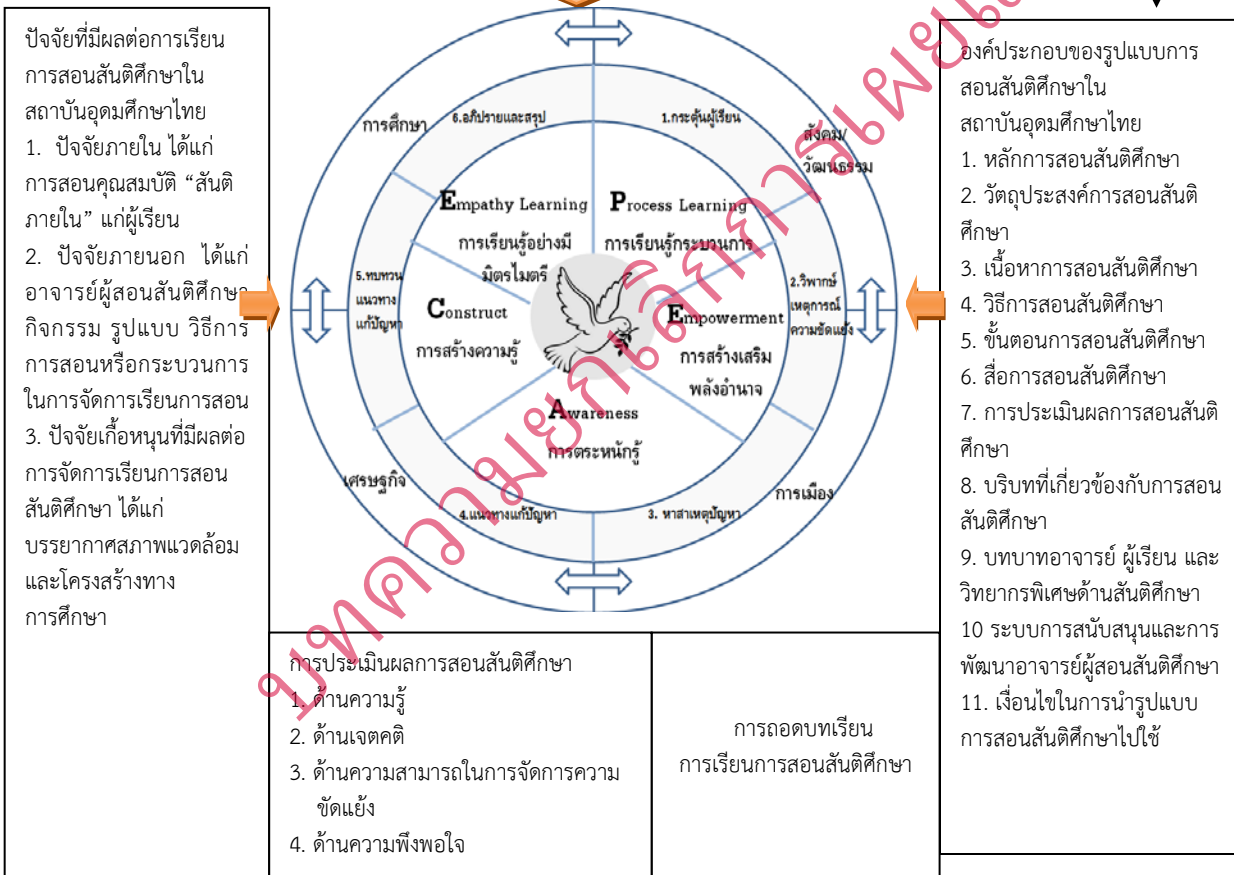 ปัจจัยที่มีผลต่อการเรียน
การสอนสันติศึกษาใน
สถาบันอุดมศึกษาไทย
1. ปัจจัยภายใน ได้แก่
การสอนคุณสมบัติ “สันติ
ภายใน” แก่ผู้เรียน
2. ปัจจัยภายนอก ได้แก่
อาจารย์ผู้สอนสันติศึกษา
กิจกรรม รูปแบบ วิธีการ
การสอนหรือกระบวนการ
ในการจัดการเรียนการสอน
3. ปัจจัยเกื้อหนุนที่มีผลต่อ
การจัดการเรียนการสอน
สันติศึกษา ได้แก่
บรรยากาศสภาพแวดล้อม
และโครงสร้างทาง
การศึกษา
การศึกษา
6.อภิปรายและสรุป
1.กระตุ้นผู้เรียน
สังคม/
วัฒนธรรม
Empathy Learning
การเรียนรู้อย่างมี
มิตรไมตรี
Process Learning
การเรียนรู้กระบวนการ
5.ทบทวน
แนวทาง
แก้ปัญหา
Construct
การสร้างความรู้
Empowerment
การสร้างเสริม
พลังอำนาจ
2.วิพากษ์
เหตุการณ์
ความขัดแย้ง
Awareness
การตระหนักรู้
เศรษฐกิจ
4.แนวทางแก้ปัญหา
3. หาสาเหตุปัญหา
การเมือง
องค์ประกอบของรูปแบบการ
สอนสันติศึกษาใน
สถาบันอุดมศึกษาไทย
1. หลักการสอนสันติศึกษา
2. วัตถุประสงค์การสอนสันติ
ศึกษา
3. เนื้อหาการสอนสันติศึกษา
4. วิธีการสอนสันติศึกษา
5. ขั้นตอนการสอนสันติศึกษา
6. สื่อการสอนสันติศึกษา
7. การประเมินผลการสอนสันติ
ศึกษา
8. บริบทที่เกี่ยวข้องกับการสอน
สันติศึกษา
9. บทบาทอาจารย์ ผู้เรียน และ
วิทยากรพิเศษด้านสันติศึกษา
10 ระบบการสนับสนุนและการ
พัฒนาอาจารย์ผู้สอนสันติศึกษา
11. เงื่อนไขในการนำรูปแบบ
การสอนสันติศึกษาไปใช้
การประเมินผลการสอนสันติศึกษา
1. ด้านความรู้
2. ด้านเจตคติ
3. ด้านความสามารถในการจัดการความ
ขัดแย้ง
4. ด้านความพึงพอใจ
การถอดบทเรียน
การเรียนการสอนสันติศึกษา
บทความยกเลิกการเผยแ